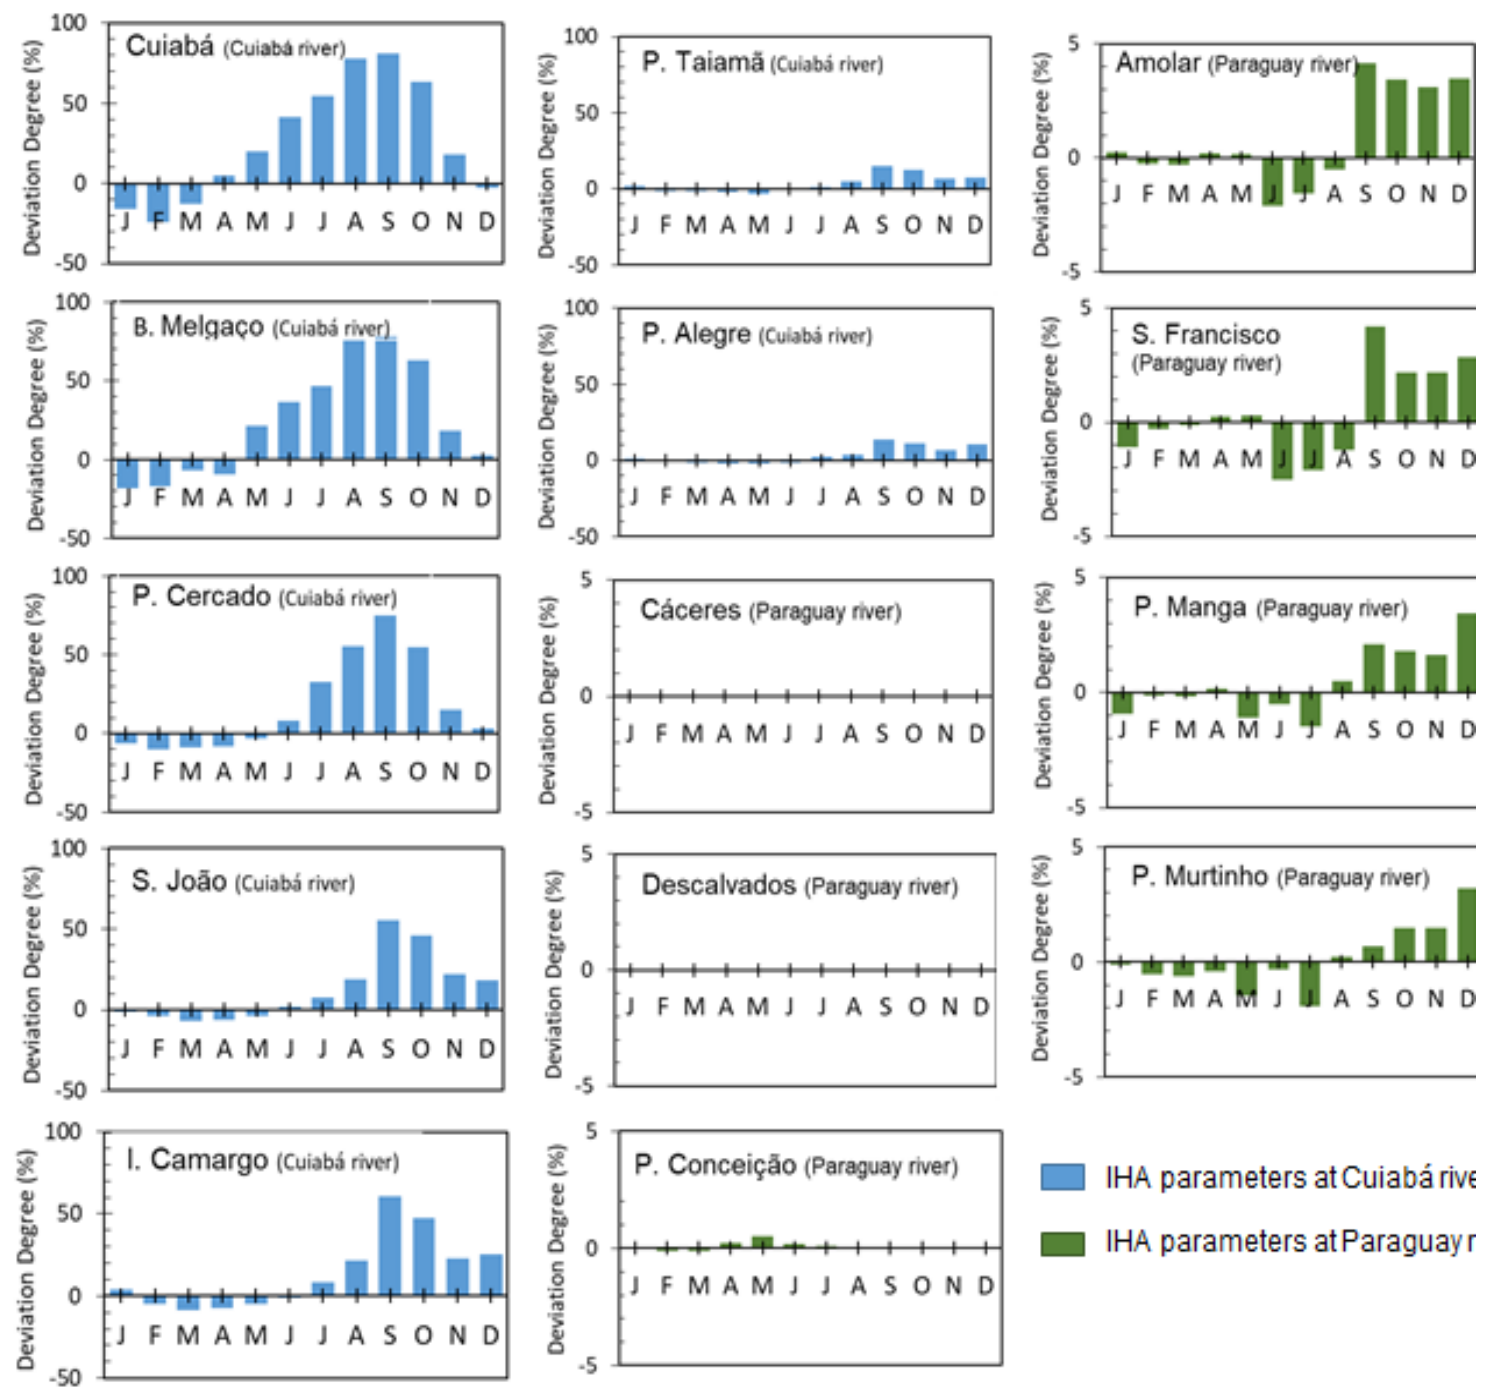 100
50
0
-50
Deviation Degree (%)
Cuiabá (Cuiabá river)
J F M A M J J A S O N D
100
50
0
-50
Deviation Degree (%)
P. Taiamã (Cuiabá river)
J F M A M J J A S O N D
5
0
-5
Deviation Degree (%)
Amolar (Paraguay river)
J F M A M J J A S O N D
100
50
0
-50
Deviation Degree (%)
B. Melgaço (Cuiabá river)
J F M A M J J A S O N D
100
50
0
-50
Deviation Degree (%)
P. Alegre (Cuiabá river)
J F M A M J J A S O N D
5
0
-5
Deviation Degree (%)
S. Francisco
(Paraguay river)
J F M A M J J A S O N D
100
50
0
-50
Deviation Degree (%)
P. Cercado (Cuiabá river)
J F M A M J J A S O N D
5
0
-5
Deviation Degree (%)
Cáceres (Paraguay river)
J F M A M J J A S O N D
5
0
-5
Deviation Degree (%)
P. Manga (Paraguay river)
J F M A M J J A S O N D
100
50
0
-50
Deviation Degree (%)
S. João (Cuiabá river)
J F M A M J J A S O N D
5
0
-5
Deviation Degree (%)
Descalvados (Paraguay river)
J F M A M J J A S O N D
5
0
-5
Deviation Degree (%)
P. Murtinho (Paraguay river)
J F M A M J J A S O N D
100
50
0
-50
Deviation Degree (%)
I. Camargo (Cuiabá river)
J F M A M J J A S O N D
5
0
-5
Deviation Degree (%)
P. Conceição (Paraguay river)
J F M A M J J A S O N D
IHA parameters at Cuiabá rive
IHA parameters at Paraguay r